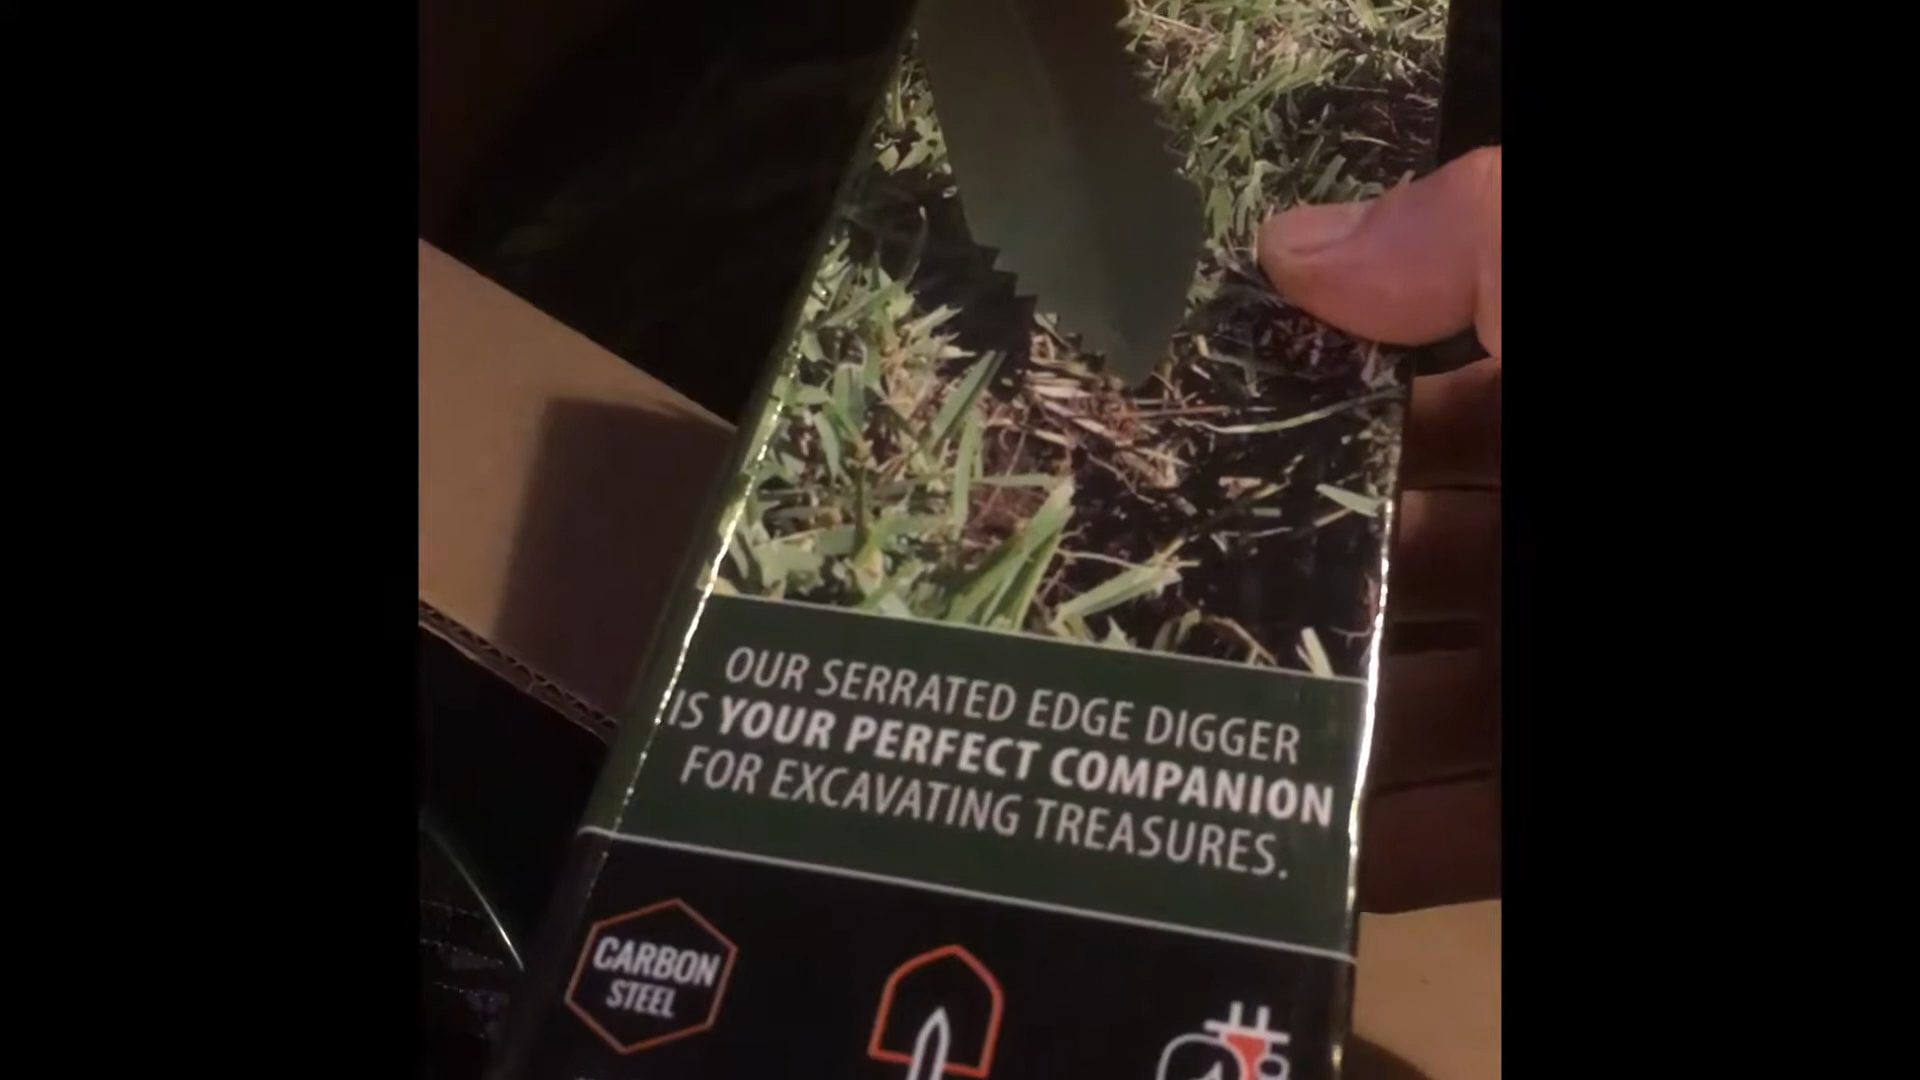 OUR SERRATED EDGE DIGGER
IS YOUR PERFECT COMPANION
FOR EXCAVATING TREASURES.
CARBON
STEEL